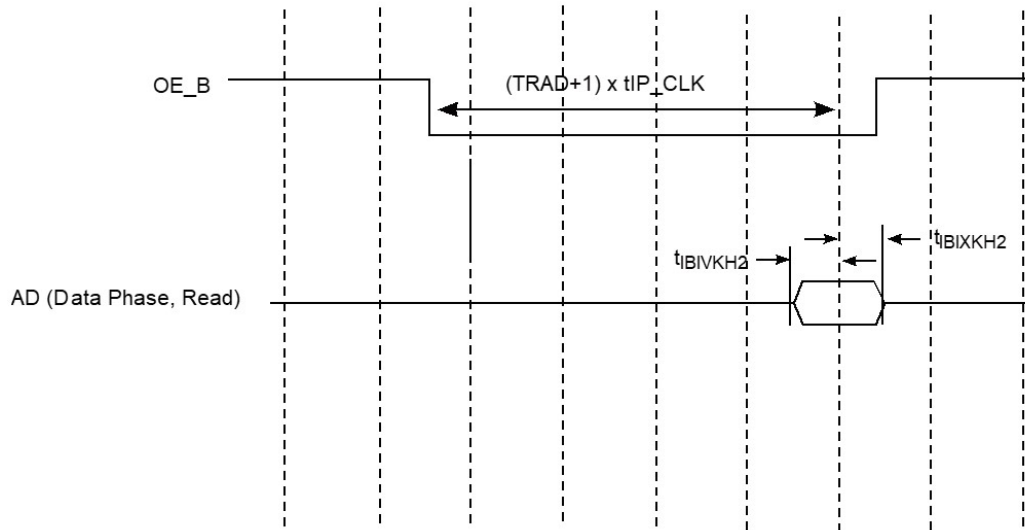 OE_B
(TRAD+1) x tIP_CLK
tIBIVKH2
tIBIXKH2
AD (Data Phase, Read)